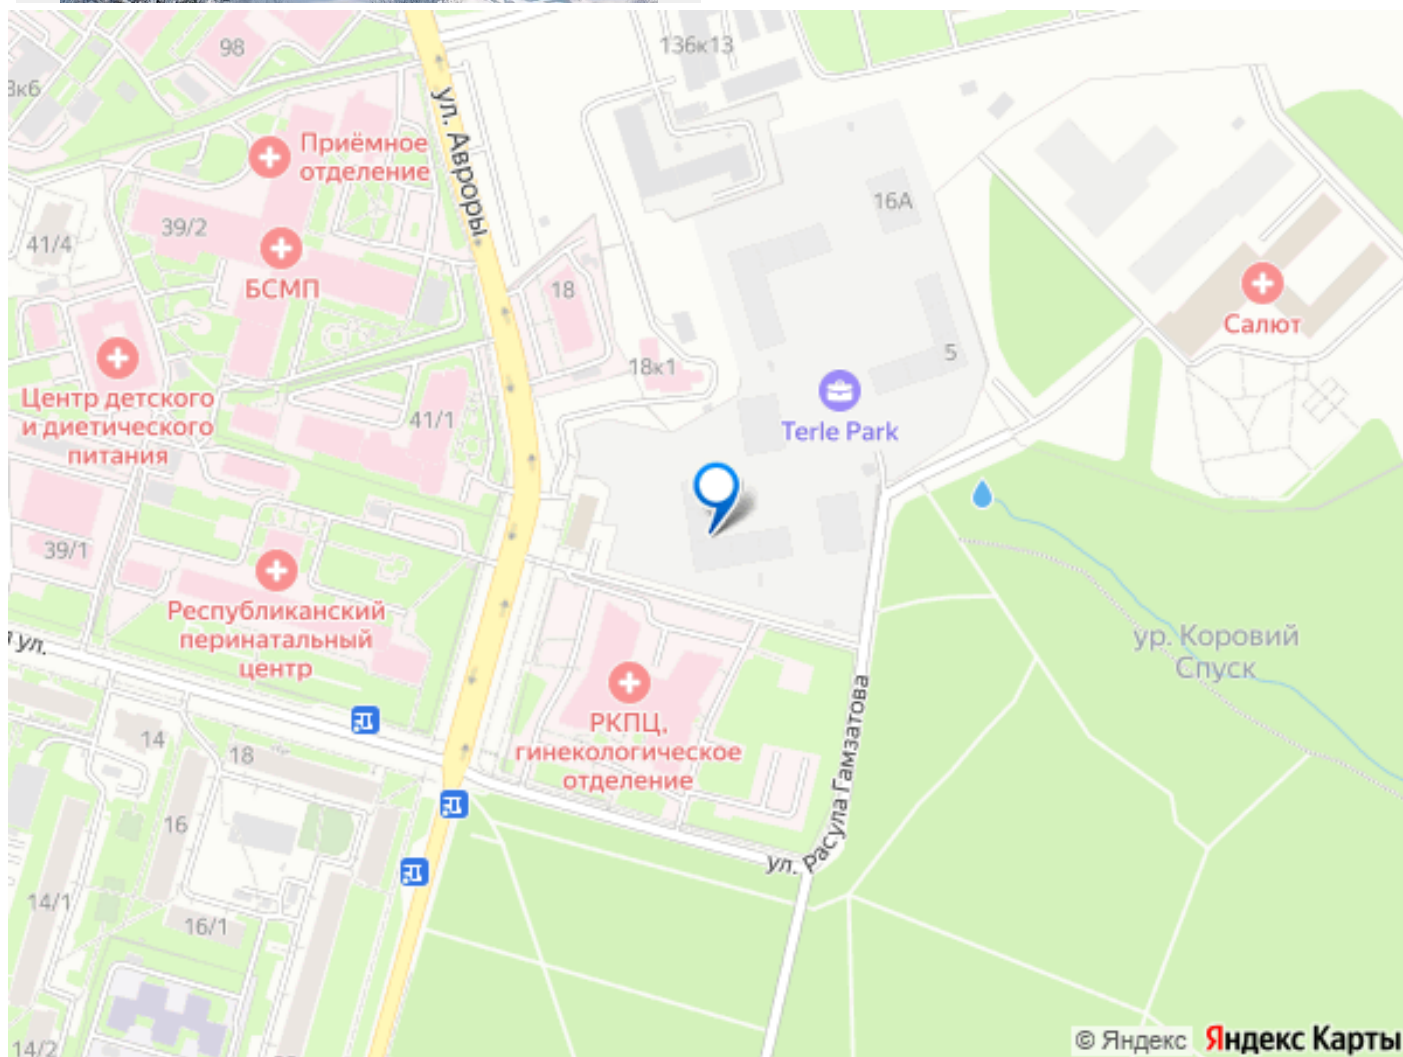 98
136к13
3к6
ул. Авроры
Приёмное
отделение
16А
39/2
41/4
БСМП
18
Салют
18к1
5
Центр детского
и диетического
питания
41/1
Terle Park
39/1
Республиканский
перинатальный
центр
ур. Коровий
Спуск
ул.
РКПЦ,
гинекологическое
отделение
14
18
16
ул. Расула Гамзатова
14/1
16/1
14/2
© Яндекс Яндекс Карты